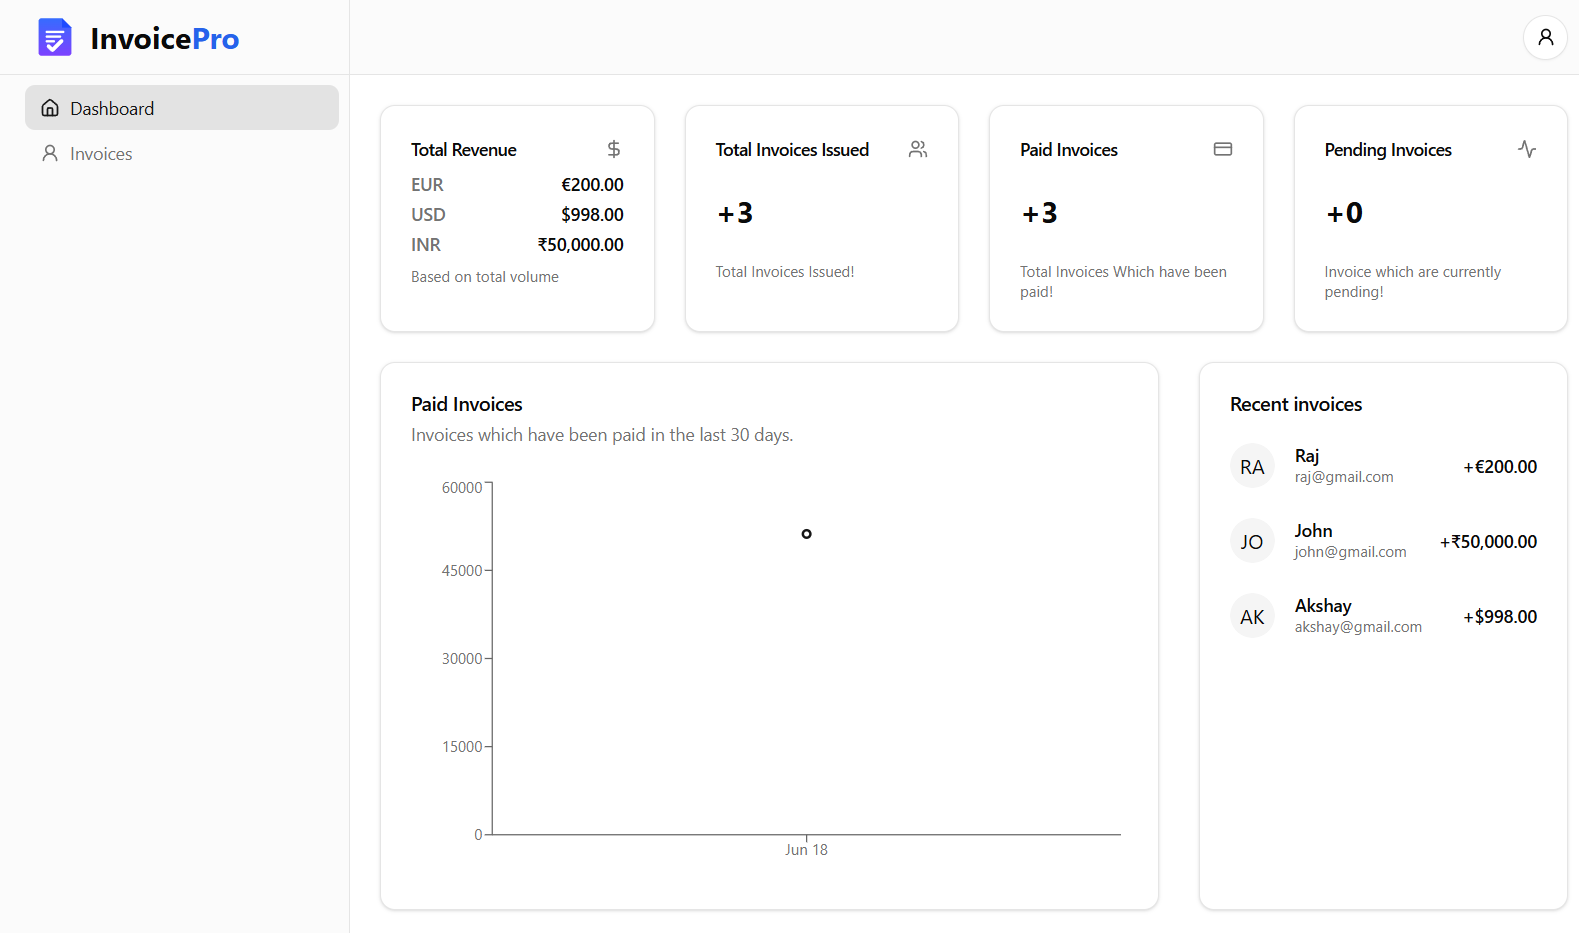 InvoicePro
Dashboard
Invoices
Total Revenue
EUR €200.00
USD $998.00
INR ₹50,000.00
Based on total volume
Total Invoices Issued
+3
Total Invoices Issued!
Paid Invoices
+3
Total Invoices Which have been
paid!
Pending Invoices
+0
Invoice which are currently
pending!
Paid Invoices
Invoices which have been paid in the last 30 days.
60000
45000
30000
15000
0
Jun 18
Recent invoices
RA Raj +€200.00
raj@gmail.com
JO John +₹50,000.00
john@gmail.com
AK Akshay +$998.00
akshay@gmail.com